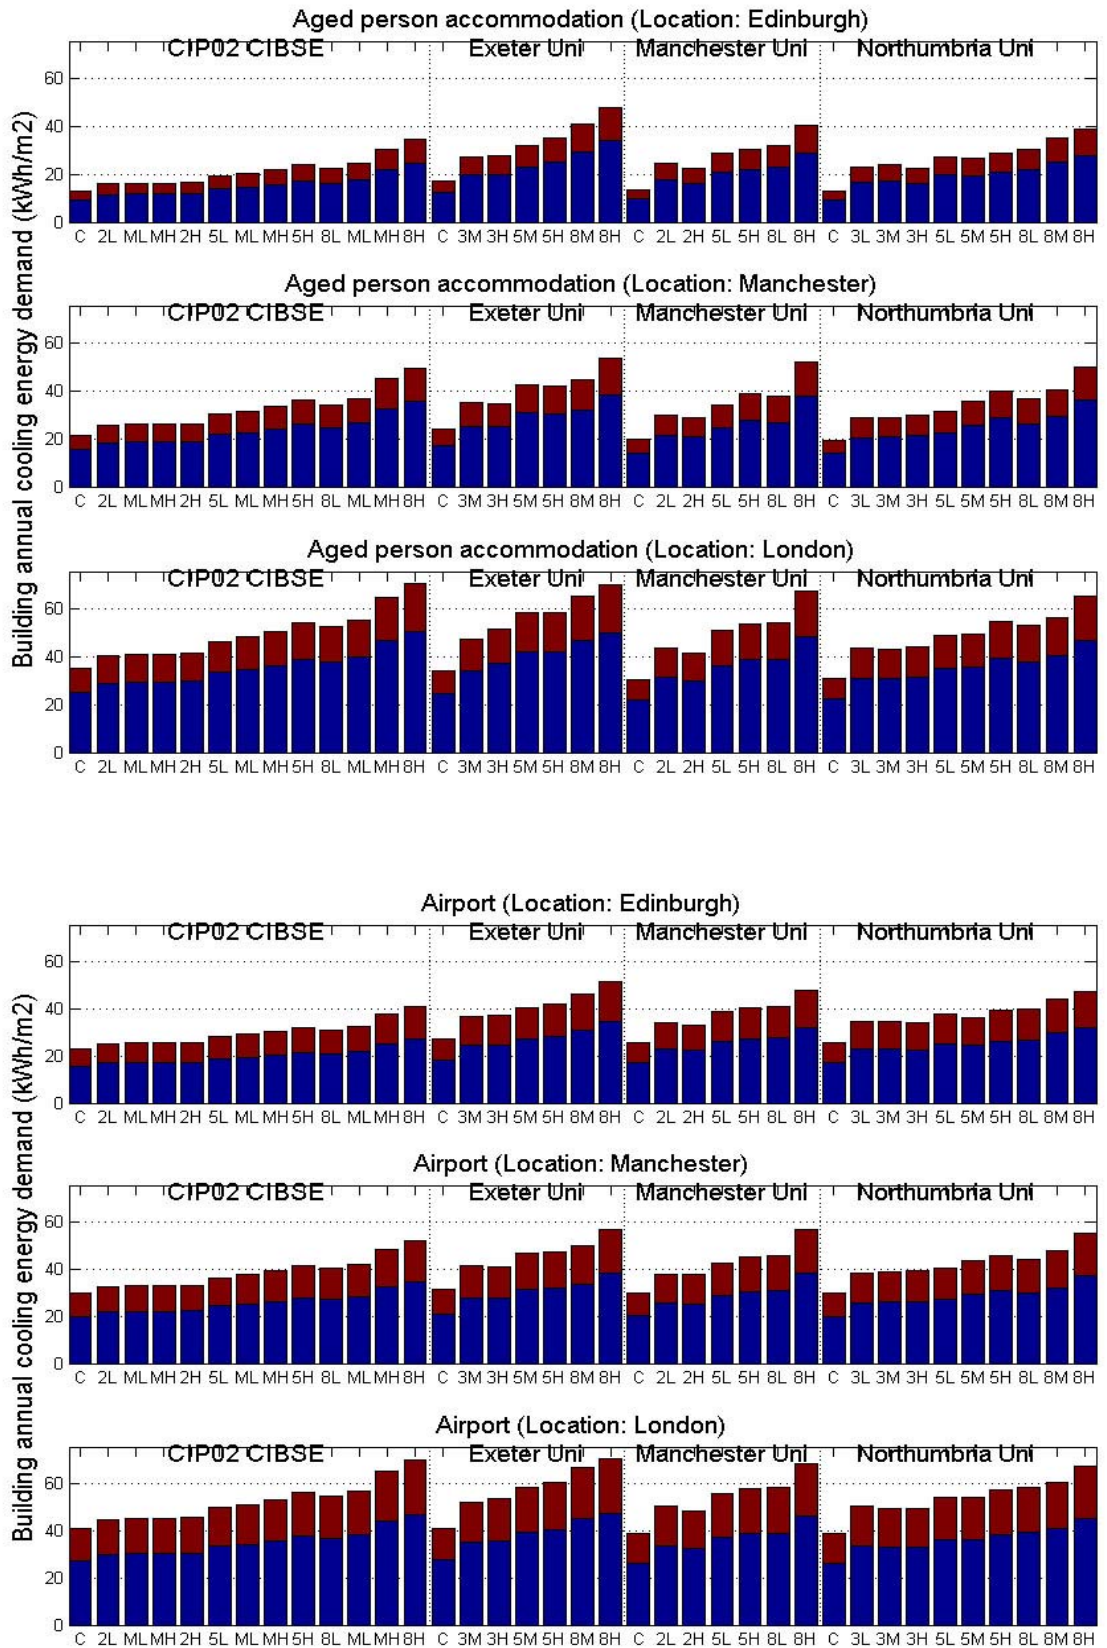 Aged person accommodation (Location: Edinburgh)
CIP02 CIBSE Exeter Uni Manchester Uni Northumbria Uni
60
40
20
0
C 2L ML MH 2H 5L ML MH 5H 8L ML MH 8H C 3M 3H 5M 5H 8M 8H C 2L 2H 5L 5H 8L 8H C 3L 3M 3H 5L 5M 5H 8L 8M 8H
Aged person accommodation (Location: Manchester)
CIP02 CIBSE Exeter Uni Manchester Uni Northumbria Uni
60
40
20
0
C 2L ML MH 2H 5L ML MH 5H 8L ML MH 8H C 3M 3H 5M 5H 8M 8H C 2L 2H 5L 5H 8L 8H C 3L 3M 3H 5L 5M 5H 8L 8M 8H
Aged person accommodation (Location: London)
CIP02 CIBSE Exeter Uni Manchester Uni Northumbria Uni
60
40
20
0
C 2L ML MH 2H 5L ML MH 5H 8L ML MH 8H C 3M 3H 5M 5H 8M 8H C 2L 2H 5L 5H 8L 8H C 3L 3M 3H 5L 5M 5H 8L 8M 8H
Building annual cooling energy demand (kWh/m2)
Airport (Location: Edinburgh)
CIP02 CIBSE Exeter Uni Manchester Uni Northumbria Uni
60
40
20
0
C 2L ML MH 2H 5L ML MH 5H 8L ML MH 8H C 3M 3H 5M 5H 8M 8H C 2L 2H 5L 5H 8L 8H C 3L 3M 3H 5L 5M 5H 8L 8M 8H
Airport (Location: Manchester)
CIP02 CIBSE Exeter Uni Manchester Uni Northumbria Uni
60
40
20
0
C 2L ML MH 2H 5L ML MH 5H 8L ML MH 8H C 3M 3H 5M 5H 8M 8H C 2L 2H 5L 5H 8L 8H C 3L 3M 3H 5L 5M 5H 8L 8M 8H
Airport (Location: London)
CIP02 CIBSE Exeter Uni Manchester Uni Northumbria Uni
60
40
20
0
C 2L ML MH 2H 5L ML MH 5H 8L ML MH 8H C 3M 3H 5M 5H 8M 8H C 2L 2H 5L 5H 8L 8H C 3L 3M 3H 5L 5M 5H 8L 8M 8H
Building annual cooling energy demand (kWh/m2)